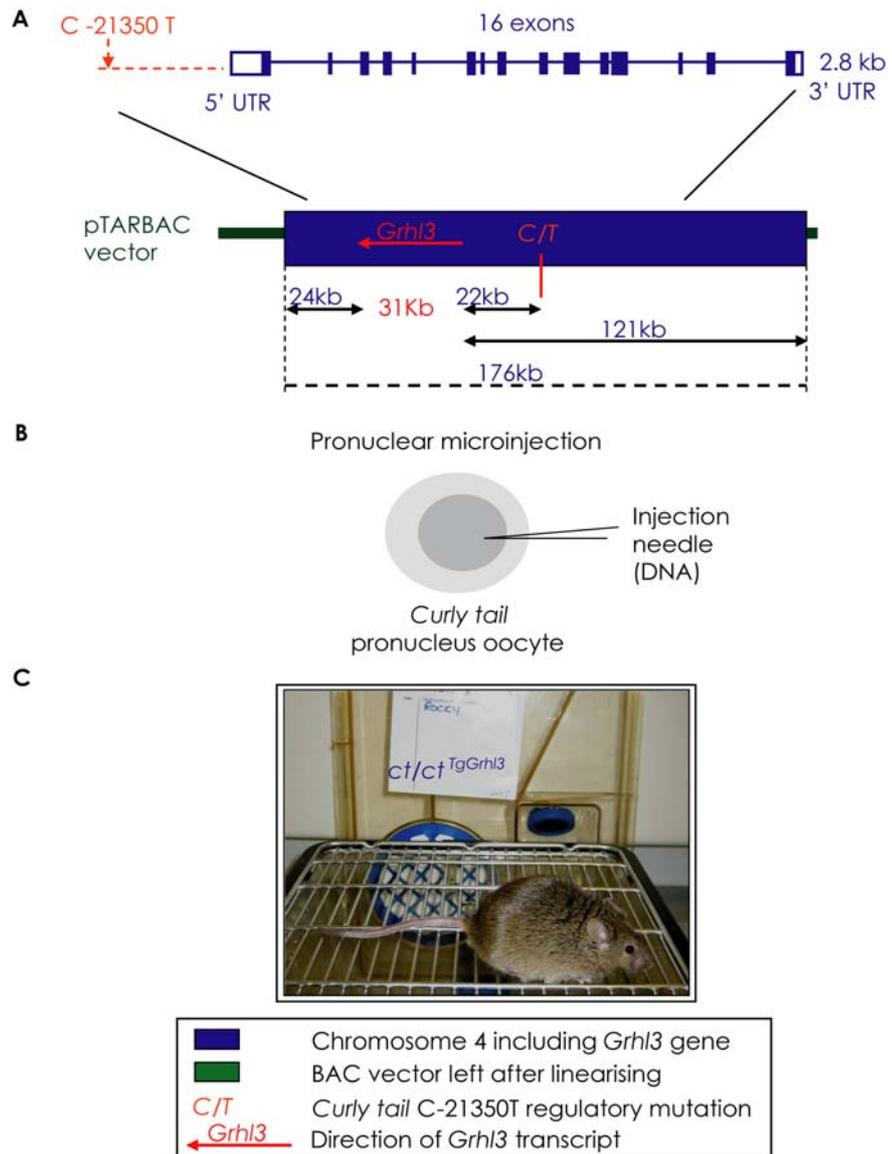 A
C -21350 T
16 exons
2.8 kb
5' UTR
3' UTR
pTARBAC
vector
Grhl3
C/T
24kb
31Kb
22kb
121kb
176kb
B
Pronuclear microinjection
Injection
needle
(DNA)
Curly tail
pronucleus oocyte
C
ROCKY
ct/ct TgGrhl3
Chromosome 4 including Grhl3 gene
BAC vector left after linearising
C/T Curly tail C-21350T regulatory mutation
Grhl3 Direction of Grhl3 transcript